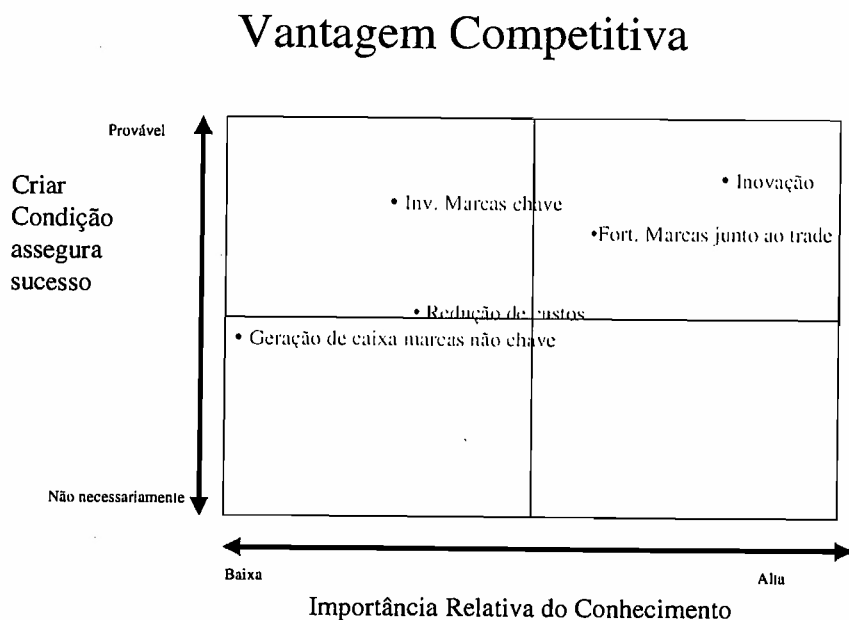 Vantagem Competitiva
Provável
Criar
Condição
assegura
sucesso
• Inovação
• Inv. Marcas chave
•Fort. Marcas junto ao trade
• Redução de custos
• Geração de caixa marcas não chave
Não necessariamente
Baixa
Alta
Importância Relativa do Conhecimento